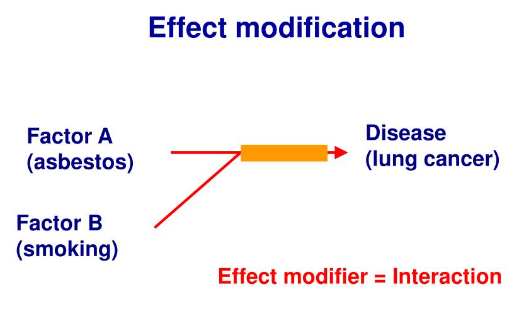 Effect modification
Factor A
(asbestos)
Disease
(lung cancer)
Factor B
(smoking)
Effect modifier = Interaction